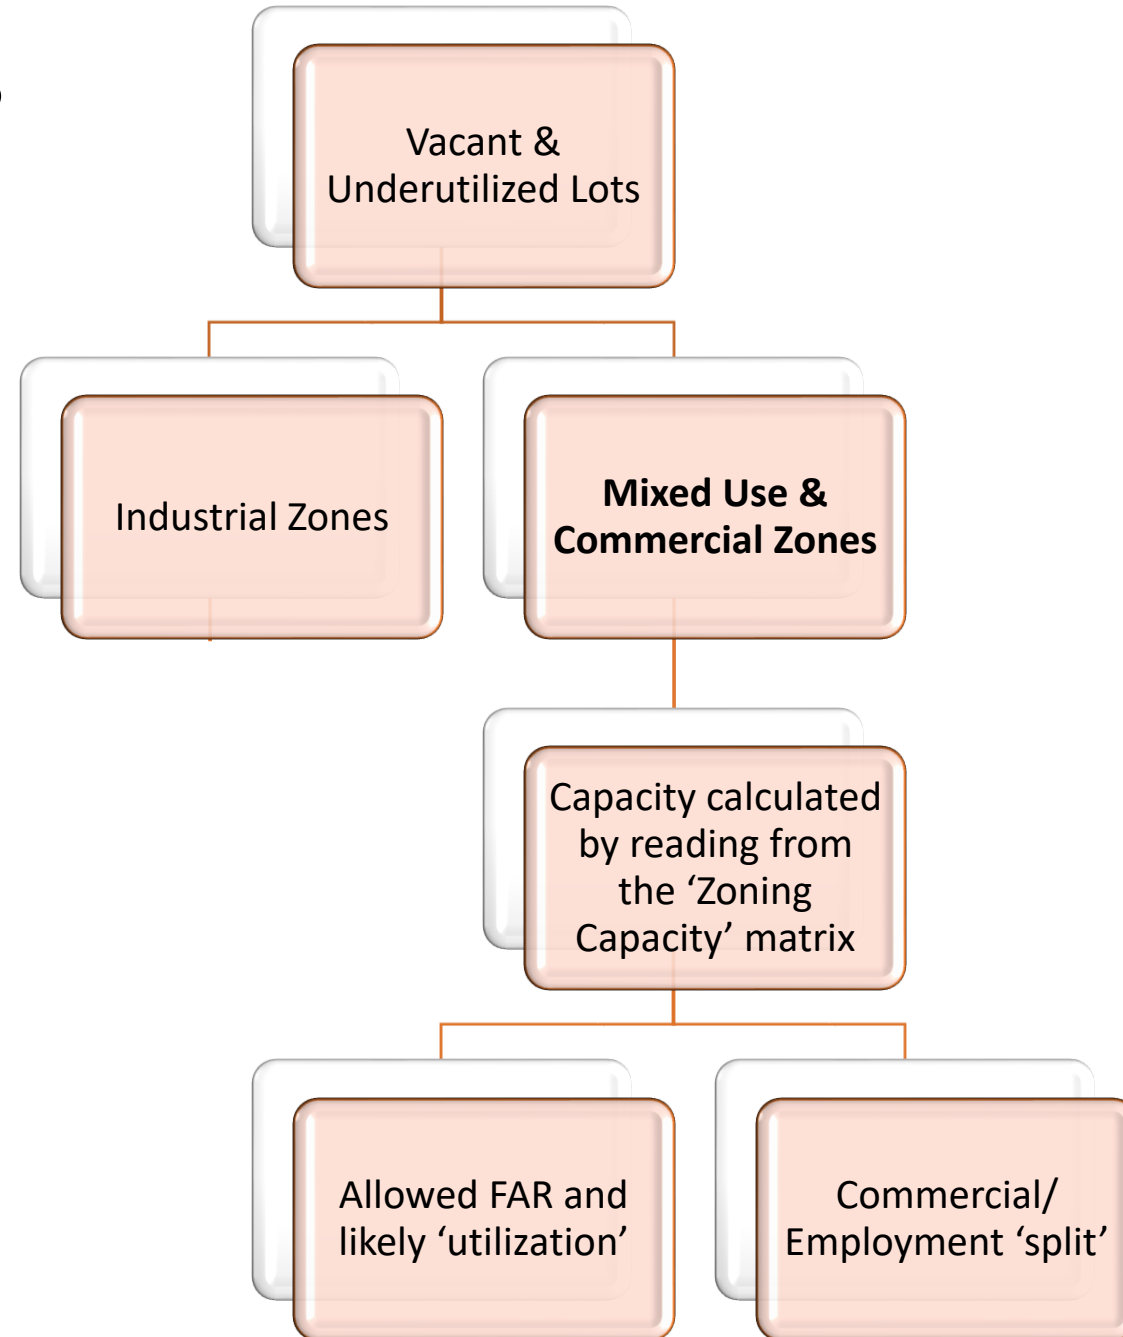 Vacant &
Underutilized Lots
Industrial Zones
Mixed Use &
Commercial Zones
Capacity calculated
by reading from
the ‘Zoning
Capacity’ matrix
Allowed FAR and
likely ‘utilization’
Commercial/
Employment ‘split’